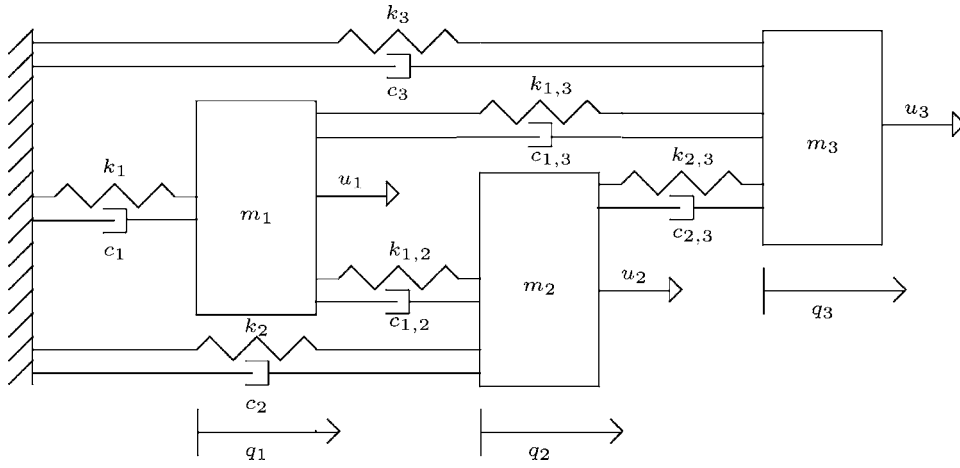 k₃
c₃
k₁,₃
c₁,₃
m₃
u₃
k₁
c₁
m₁
u₁
k₂,₃
c₂,₃
k₁,₂
c₁,₂
m₂
u₂
q₃
k₂
c₂
q₁
q₂